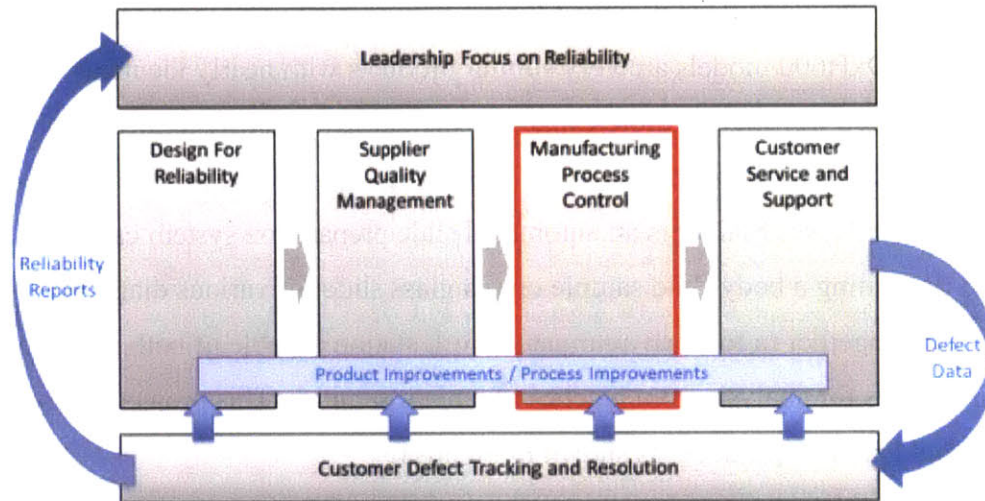 Leadership Focus on Reliability
Design For
Reliability
Supplier
Quality
Management
Manufacturing
Process
Control
Customer
Service and
Support
Reliability
Reports
Defect
Data
Product Improvements / Process Improvements
Customer Defect Tracking and Resolution